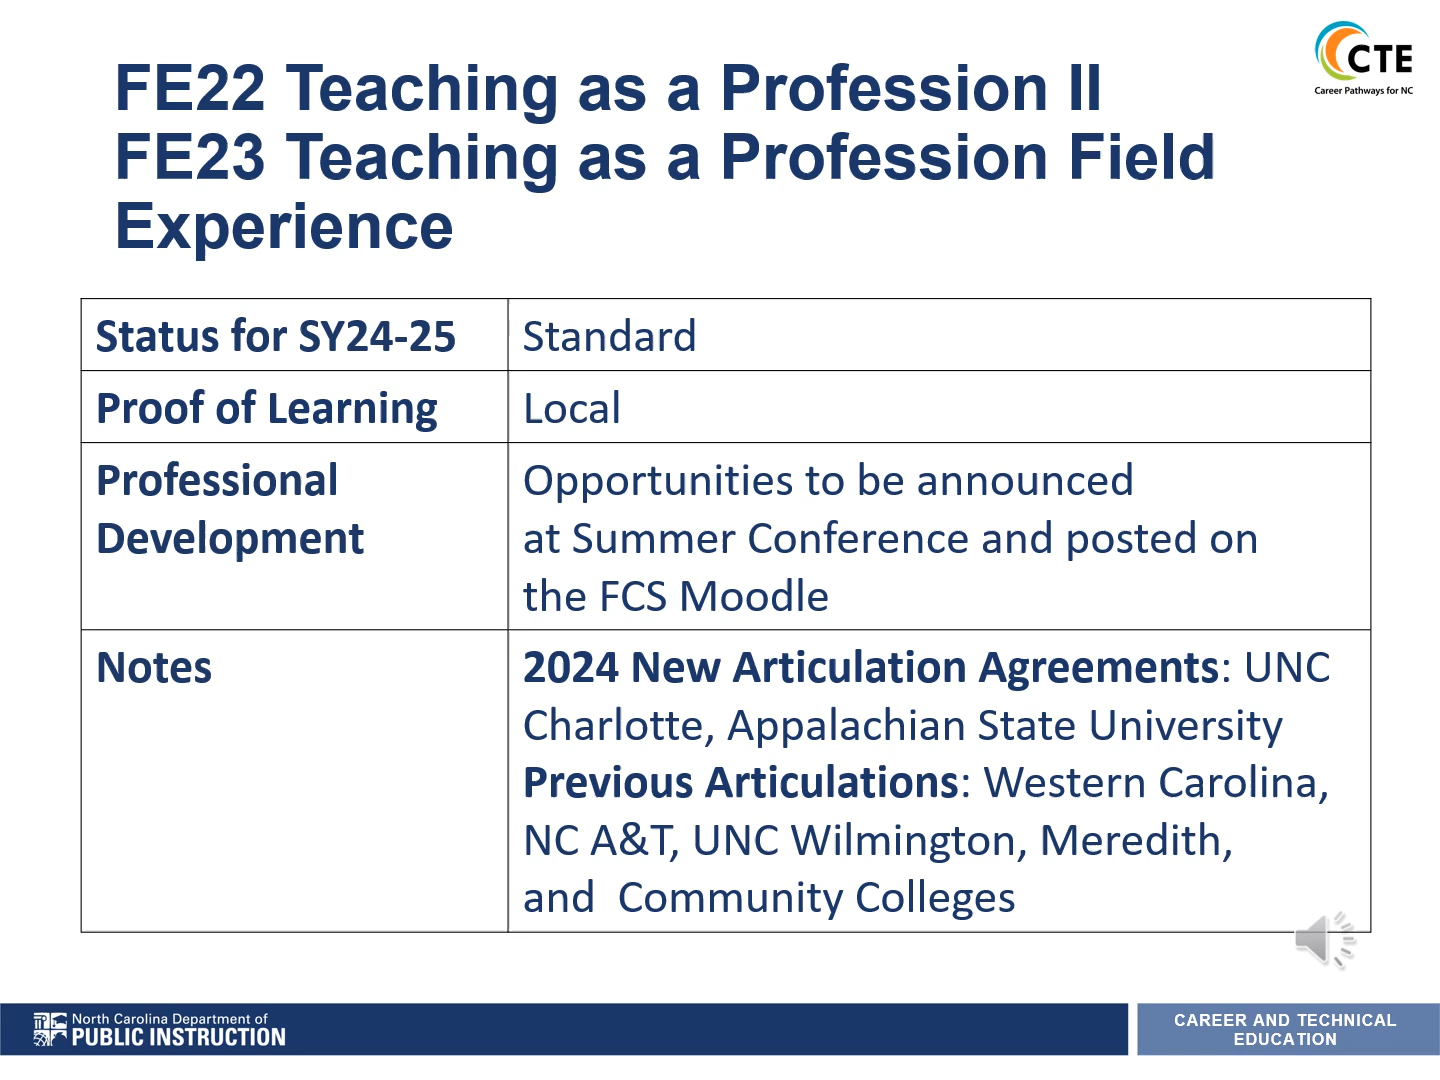 CTE
Career Pathways for NC
FE22 Teaching as a Profession II
FE23 Teaching as a Profession Field
Experience
Status for SY24-25
Standard
Proof of Learning
Local
Professional
Development
Opportunities to be announced
at Summer Conference and posted on
the FCS Moodle
Notes
2024 New Articulation Agreements: UNC
Charlotte, Appalachian State University
Previous Articulations: Western Carolina,
NC A&T, UNC Wilmington, Meredith,
and  Community Colleges
North Carolina Department of
PUBLIC INSTRUCTION
CAREER AND TECHNICAL
EDUCATION